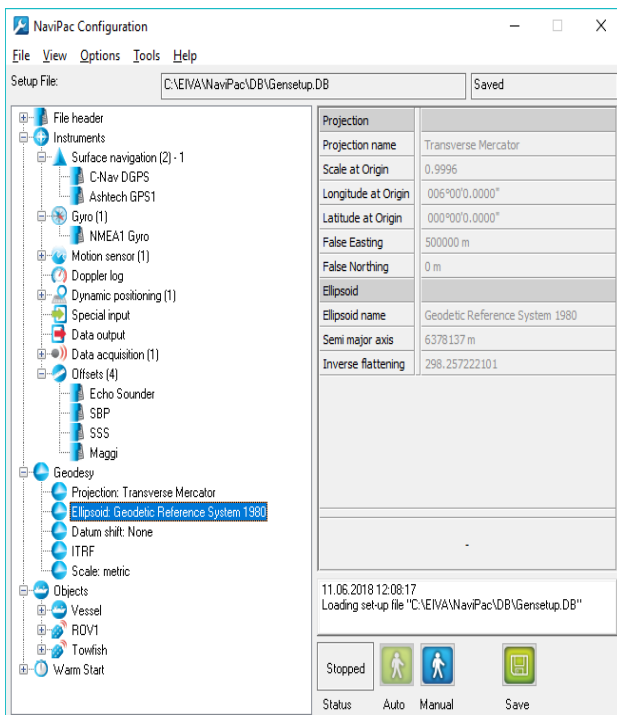 NaviPac Configuration
File View Options Tools Help
Setup File: C:\EIVA\NaviPac\DB\Gensetup.DB Saved
File header
Instruments
Surface navigation (2) - 1
C-Nav DGPS
Ashtech GPS1
Gyro (1)
NMEA1 Gyro
Motion sensor (1)
Doppler log
Dynamic positioning (1)
Special input
Data output
Data acquisition (1)
Offsets (4)
Echo Sounder
SBP
SSS
Maggi
Geodesy
Projection: Transverse Mercator
Ellipsoid: Geodetic Reference System 1980
Datum shift: None
ITRF
Scale: metric
Objects
Vessel
ROV1
Towfish
Warm Start
Projection
Projection name Transverse Mercator
Scale at Origin 0.9996
Longitude at Origin 006°00'0.0000"
Latitude at Origin 000°00'0.0000"
False Easting 500000 m
False Northing 0 m
Ellipsoid
Ellipsoid name Geodetic Reference System 1980
Semi major axis 6378137 m
Inverse flattening 298.257222101
-
11.06.2018 12:08:17
Loading set-up file "C:\EIVA\NaviPac\DB\Gensetup.DB"
Stopped
Status Auto Manual Save